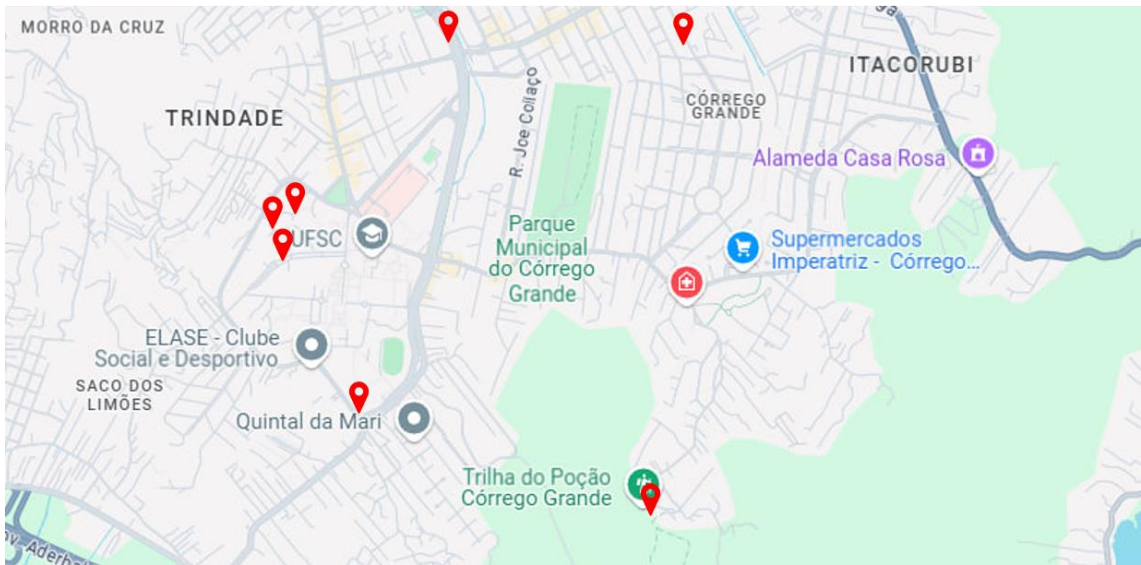 MORRO DA CRUZ
ITACORUBI
TRINDADE
R. Joe Collaço
CÓRREGO
GRANDE
Alameda Casa Rosa
UFSC
Parque
Municipal
do Córrego
Grande
Supermercados
Imperatriz - Córrego...
ELASE - Clube
Social e Desportivo
SACO DOS
LIMÕES
Quintal da Mari
Trilha do Poção
Córrego Grande